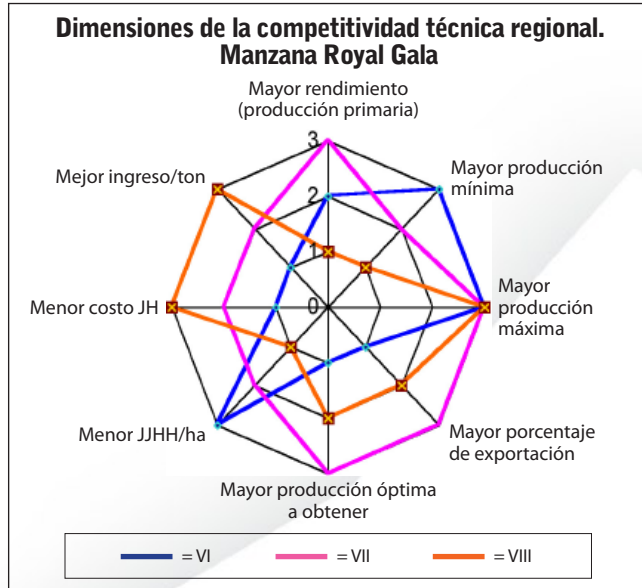 Dimensiones de la competitividad técnica regional.
Manzana Royal Gala
Mayor rendimiento
(producción primaria)
3
Mejor ingreso/ton
Mayor producción
mínima
2
1
Menor costo JH
0
Mayor
producción
máxima
Menor JJHH/ha
Mayor porcentaje
de exportación
Mayor producción óptima
a obtener
= VI = VII = VIII